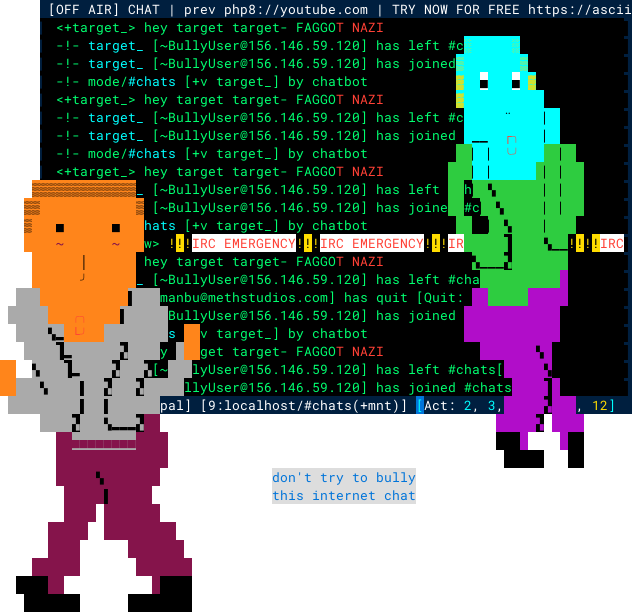 [OFF AIR] CHAT | prev php8://youtube.com | TRY NOW FOR FREE https://ascii
<+target_> hey target target- FAGGOT NAZI
-!- target_ [~BullyUser@156.146.59.120] has left #c
-!- target_ [~BullyUser@156.146.59.120] has joined
-!- mode/#chats [+v target_] by chatbot
<+target_> hey target target- FAGGOT NAZI
-!- target_ [~BullyUser@156.146.59.120] has left #c
-!- target_ [~BullyUser@156.146.59.120] has joined
-!- mode/#chats [+v target_] by chatbot
<+target_> hey target target- FAGGOT NAZI
_ [~BullyUser@156.146.59.120] has left #
_ [~BullyUser@156.146.59.120] has joined #c
hats [+v target_] by chatbot
w> !!!IRC EMERGENCY!!!IRC EMERGENCY!!!IR !!!!IRC
hey target target- FAGGOT NAZI
_ [~BullyUser@156.146.59.120] has left #cha
manbu@methstudios.com] has quit [Quit:
[~BullyUser@156.146.59.120] has joined
s [+v target_] by chatbot
y target target- FAGGOT NAZI
[~BullyUser@156.146.59.120] has left #chats[
llyUser@156.146.59.120] has joined #chats
pal] [9:localhost/#chats(+mnt)] [Act: 2, 3, , 12]
don't try to bully
this internet chat